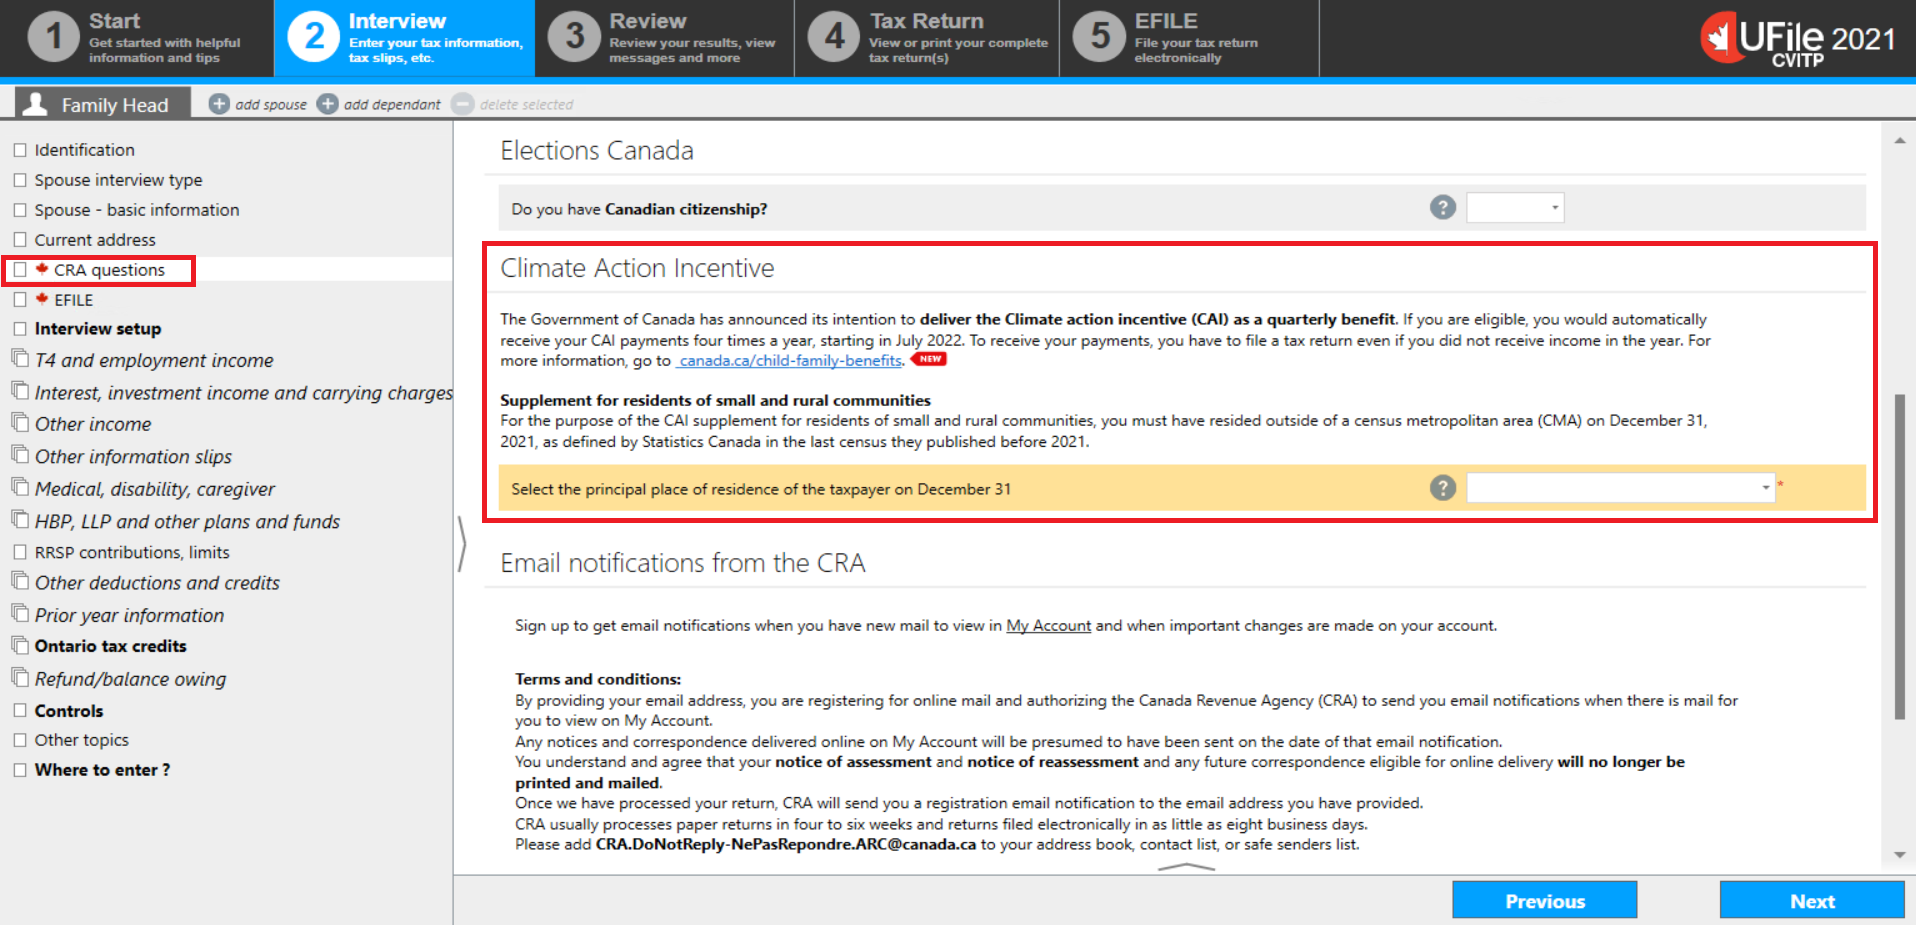 1 Start
Get started with helpful
information and tips
2 Interview
Enter your tax information,
tax slips, etc.
3 Review
Review your results, view
messages and more
4 Tax Return
View or print your complete
tax return(s)
5 EFILE
File your tax return
electronically
UFile 2021
CVITP
Family Head
+ add spouse + add dependant − delete selected
Identification
Spouse interview type
Spouse - basic information
Current address
CRA questions
EFILE
Interview setup
T4 and employment income
Interest, investment income and carrying charges
Other income
Other information slips
Medical, disability, caregiver
HBP, LLP and other plans and funds
RRSP contributions, limits
Other deductions and credits
Prior year information
Ontario tax credits
Refund/balance owing
Controls
Other topics
Where to enter ?
Elections Canada
Do you have Canadian citizenship? ?
Climate Action Incentive
The Government of Canada has announced its intention to deliver the Climate action incentive (CAI) as a quarterly benefit. If you are eligible, you would automatically
receive your CAI payments four times a year, starting in July 2022. To receive your payments, you have to file a tax return even if you did not receive income in the year. For
more information, go to canada.ca/child-family-benefits. NEW
Supplement for residents of small and rural communities
For the purpose of the CAI supplement for residents of small and rural communities, you must have resided outside of a census metropolitan area (CMA) on December 31,
2021, as defined by Statistics Canada in the last census they published before 2021.
Select the principal place of residence of the taxpayer on December 31 ? *
Email notifications from the CRA
Sign up to get email notifications when you have new mail to view in My Account and when important changes are made on your account.
Terms and conditions:
By providing your email address, you are registering for online mail and authorizing the Canada Revenue Agency (CRA) to send you email notifications when there is mail for
you to view on My Account.
Any notices and correspondence delivered online on My Account will be presumed to have been sent on the date of that email notification.
You understand and agree that your notice of assessment and notice of reassessment and any future correspondence eligible for online delivery will no longer be
printed and mailed.
Once we have processed your return, CRA will send you a registration email notification to the email address you have provided.
CRA usually processes paper returns in four to six weeks and returns filed electronically in as little as eight business days.
Please add CRA.DoNotReply-NePasRepondre.ARC@canada.ca to your address book, contact list, or safe senders list.
Previous
Next